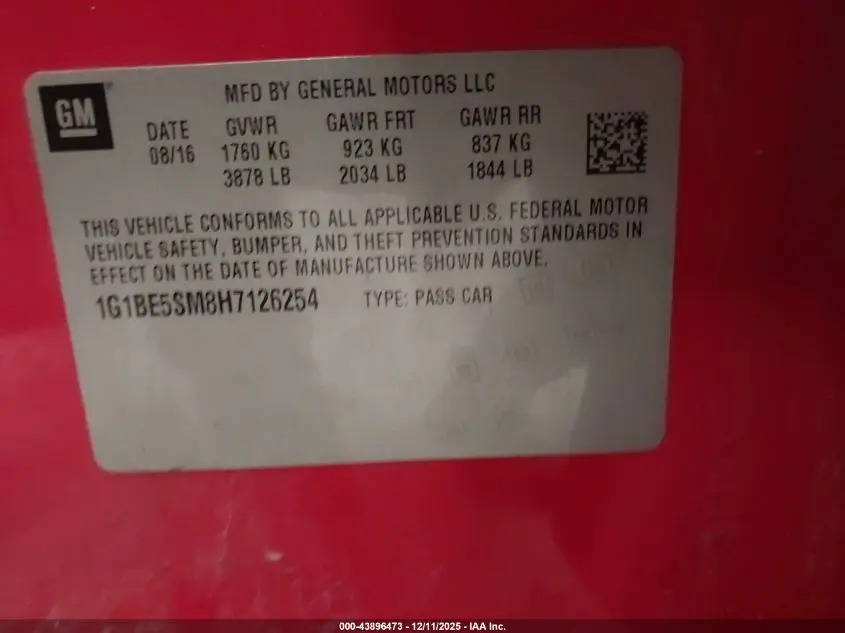 GM
MFD BY GENERAL MOTORS LLC
DATE GVWR GAWR FRT GAWR RR
08/16 1760 KG 923 KG 837 KG
3878 LB 2034 LB 1844 LB
THIS VEHICLE CONFORMS TO ALL APPLICABLE U.S. FEDERAL MOTOR
VEHICLE SAFETY, BUMPER, AND THEFT PREVENTION STANDARDS IN
EFFECT ON THE DATE OF MANUFACTURE SHOWN ABOVE.
1G1BE5SM8H7126254 TYPE: PASS CAR
000-43896473 - 12/11/2025 - IAA Inc.